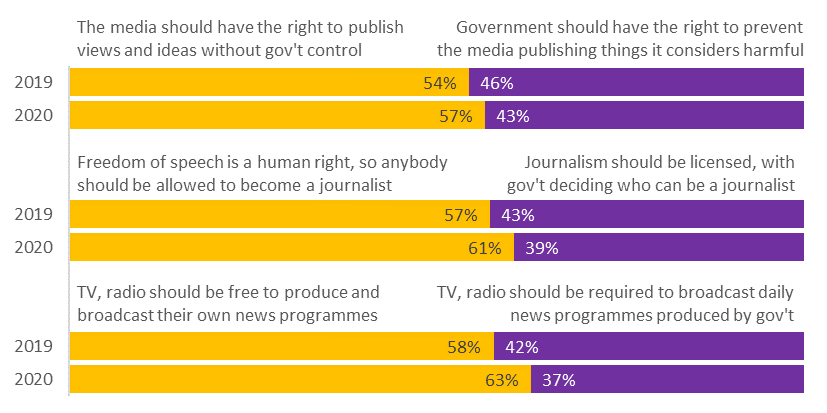 The media should have the right to publish
views and ideas without gov't control
Government should have the right to prevent
the media publishing things it considers harmful
2019 54% 46%
2020 57% 43%
Freedom of speech is a human right, so anybody
should be allowed to become a journalist
Journalism should be licensed, with
gov't deciding who can be a journalist
2019 57% 43%
2020 61% 39%
TV, radio should be free to produce and
broadcast their own news programmes
TV, radio should be required to broadcast daily
news programmes produced by gov't
2019 58% 42%
2020 63% 37%